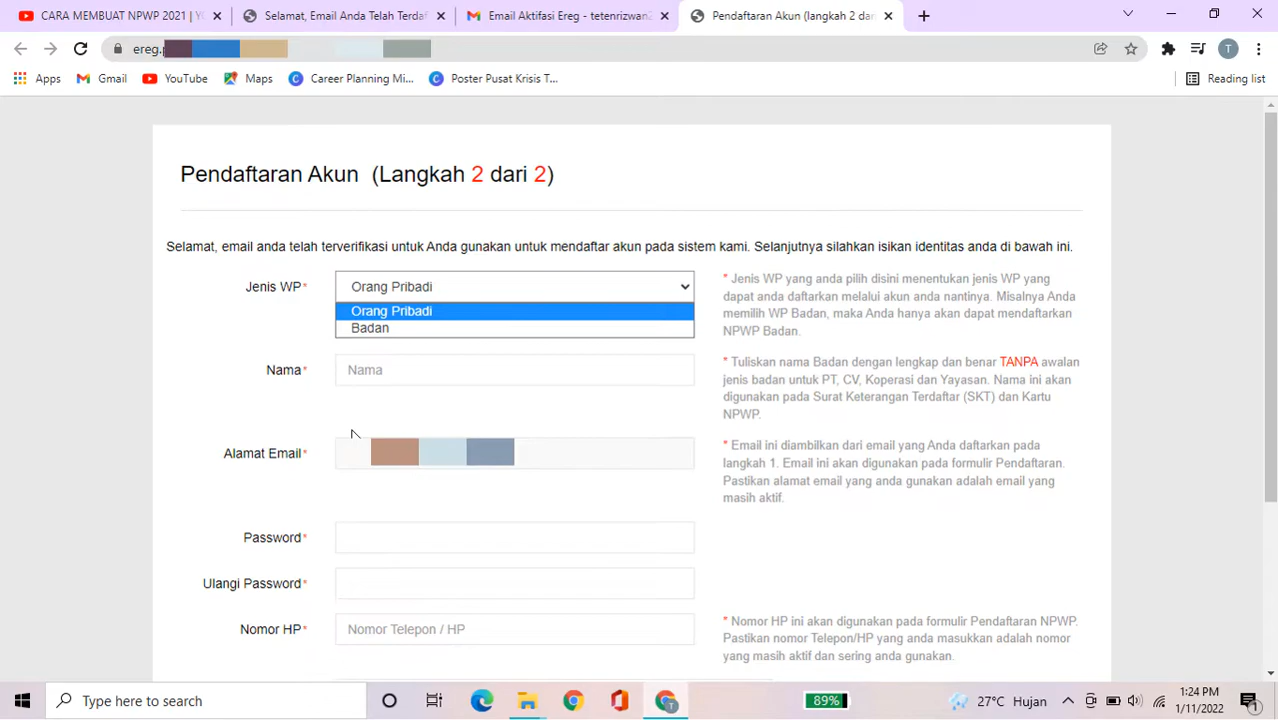 CARA MEMBUAT NPWP 2021 |
Selamat, Email Anda Telah Terdaf
Email Aktifasi Ereg - tetenrizwan
Pendaftaran Akun (langkah 2 dari
ereg.
Apps
Gmail
YouTube
Maps
Career Planning Mi...
Poster Pusat Krisis T...
Reading list
T
Pendaftaran Akun (Langkah 2 dari 2)
Selamat, email anda telah terverifikasi untuk Anda gunakan untuk mendaftar akun pada sistem kami. Selanjutnya silahkan isikan identitas anda di bawah ini.
Jenis WP*
Orang Pribadi
Orang Pribadi
Badan
* Jenis WP yang anda pilih disini menentukan jenis WP yang
dapat anda daftarkan melalui akun anda nantinya. Misalnya Anda
memilih WP Badan, maka Anda hanya akan dapat mendaftarkan
NPWP Badan.
Nama*
Nama
* Tuliskan nama Badan dengan lengkap dan benar TANPA awalan
jenis badan untuk PT, CV, Koperasi dan Yayasan. Nama ini akan
digunakan pada Surat Keterangan Terdaftar (SKT) dan Kartu
NPWP.
Alamat Email*
* Email ini diambilkan dari email yang Anda daftarkan pada
langkah 1. Email ini akan digunakan pada formulir Pendaftaran.
Pastikan alamat email yang anda gunakan adalah email yang
masih aktif.
Password*
Ulangi Password*
Nomor HP*
Nomor Telepon / HP
* Nomor HP ini akan digunakan pada formulir Pendaftaran NPWP.
Pastikan nomor Telepon/HP yang anda masukkan adalah nomor
yang masih aktif dan sering anda gunakan.
Type here to search
89%
27°C Hujan
1:24 PM
1/11/2022